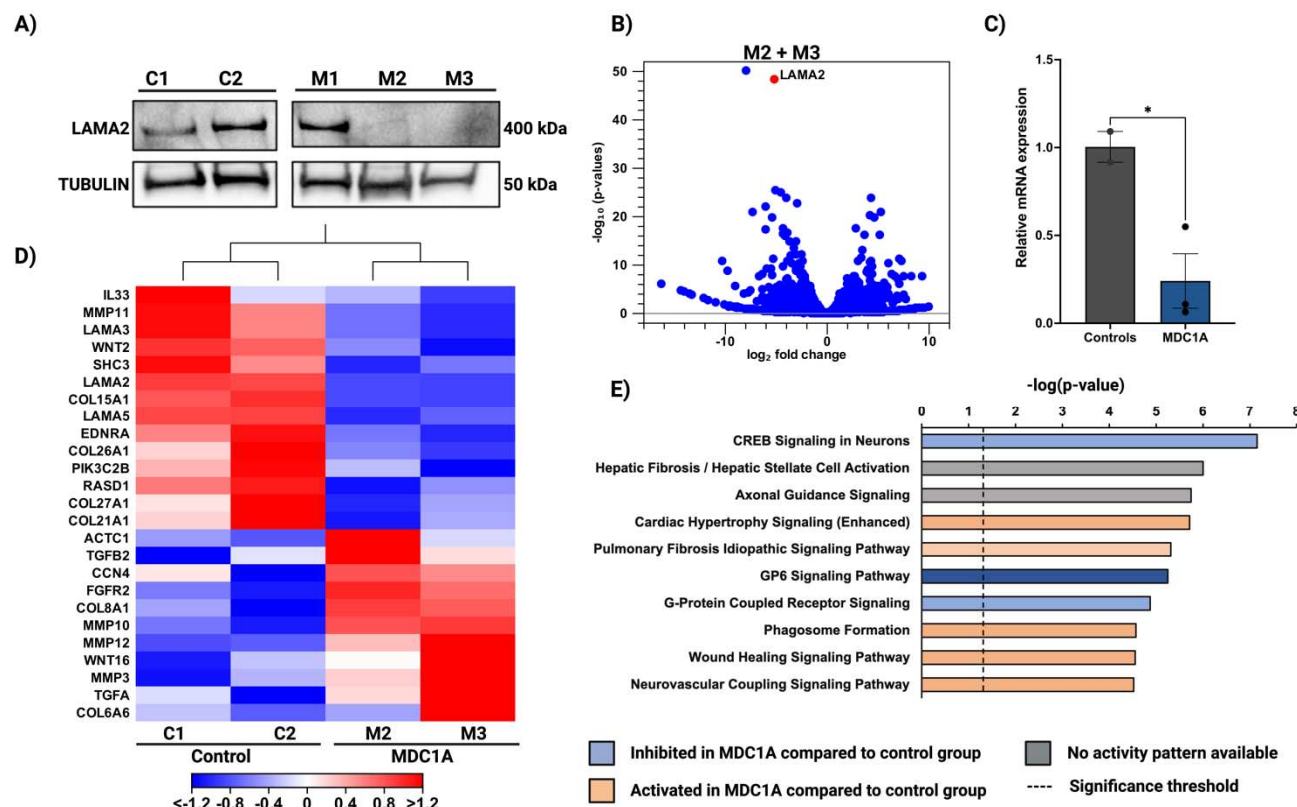 A)
C1 C2 M1 M2 M3
LAMA2 400 kDa
TUBULIN 50 kDa
B)
M2 + M3
LAMA2
-log₁₀ (p-values)
50
40
30
20
10
0
-10 0 10
log₂ fold change
C)
Relative mRNA expression
1.5
1.0
0.5
0.0
*
Controls MDC1A
D)
IL33
MMP11
LAMA3
WNT2
SHC3
LAMA2
COL15A1
LAMA5
EDNRA
COL26A1
PIK3C2B
RASD1
COL27A1
COL21A1
ACTC1
TGFB2
CCN4
FGFR2
COL8A1
MMP10
MMP12
WNT16
MMP3
TGFA
COL6A6
C1 C2 M2 M3
Control MDC1A
<-1.2 -0.8 -0.4 0 0.4 0.8 >1.2
E)
-log(p-value)
0 1 2 3 4 5 6 7 8
CREB Signaling in Neurons
Hepatic Fibrosis / Hepatic Stellate Cell Activation
Axonal Guidance Signaling
Cardiac Hypertrophy Signaling (Enhanced)
Pulmonary Fibrosis Idiopathic Signaling Pathway
GP6 Signaling Pathway
G-Protein Coupled Receptor Signaling
Phagosome Formation
Wound Healing Signaling Pathway
Neurovascular Coupling Signaling Pathway
Inhibited in MDC1A compared to control group
Activated in MDC1A compared to control group
No activity pattern available
Significance threshold